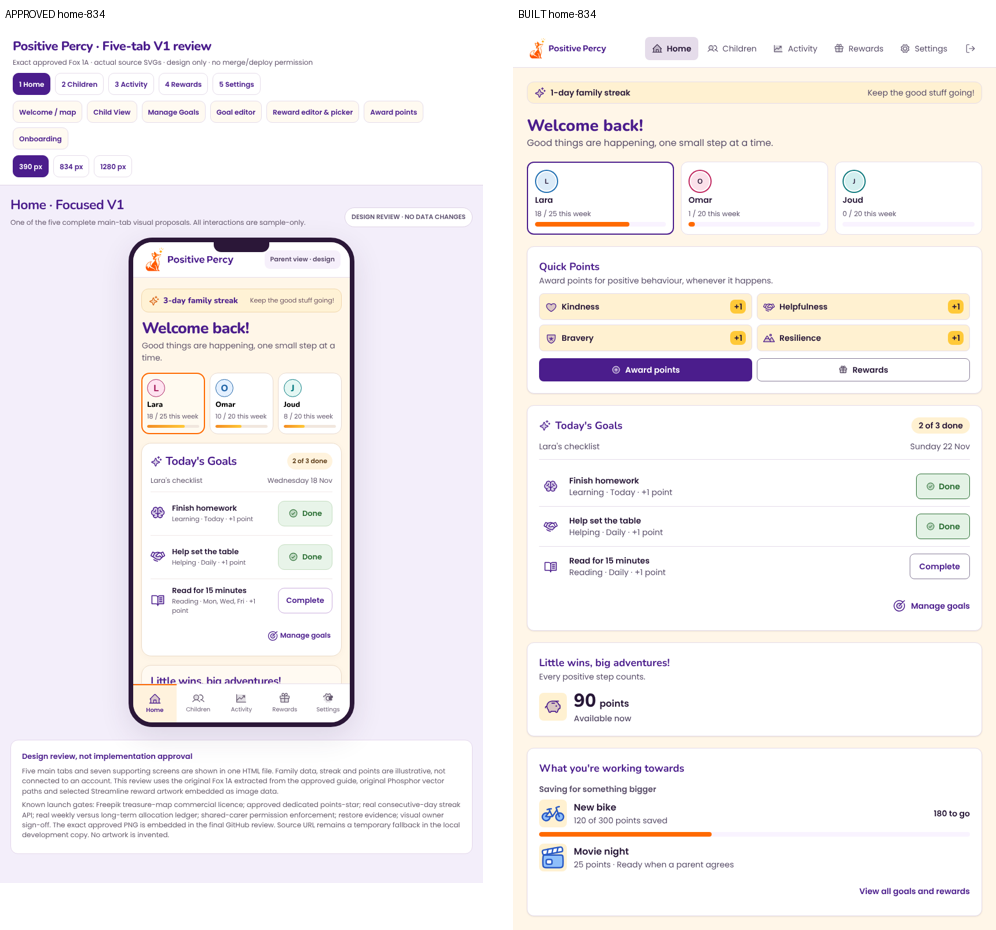 APPROVED home-834
Positive Percy · Five-tab V1 review
Exact approved Fox 1A · actual source SVGs · design only · no merge/deploy permission
1 Home
2 Children
3 Activity
4 Rewards
5 Settings
Welcome / map
Child View
Manage Goals
Goal editor
Reward editor & picker
Award points
Onboarding
390 px
834 px
1280 px
Home · Focused V1
One of the five complete main-tab visual proposals. All interactions are sample-only.
DESIGN REVIEW · NO DATA CHANGES
Positive Percy
Parent view · design
3-day family streak
Keep the good stuff going!
Welcome back!
Good things are happening, one small step at a
time.
L
Lara
18 / 25 this week
O
Omar
10 / 20 this week
J
Joud
8 / 20 this week
Today's Goals
2 of 3 done
Lara's checklist
Wednesday 18 Nov
Finish homework
Learning · Today · +1 point
Done
Help set the table
Helping · Daily · +1 point
Done
Read for 15 minutes
Reading · Mon, Wed, Fri · +1
point
Complete
Manage goals
Little wins, big adventures!
Home
Children
Activity
Rewards
Settings
Design review, not implementation approval
Five main tabs and seven supporting screens are shown in one HTML file. Family data, streak and points are illustrative, not
connected to an account. This review uses the original Fox 1A extracted from the approved guide, original Phosphor vector
paths and selected Streamline reward artwork embedded as image data.
Known launch gates: Freepik treasure-map commercial licence; approved dedicated points-star; real consecutive-day streak
API; real weekly versus long-term allocation ledger; shared-carer permission enforcement; restore evidence; visual owner
sign-off. The exact approved PNG is embedded in the final GitHub review. Source URL remains a temporary fallback in the local
development copy. No artwork is invented.
BUILT home-834
Positive Percy
Home
Children
Activity
Rewards
Settings
1-day family streak
Keep the good stuff going!
Welcome back!
Good things are happening, one small step at a time.
L
Lara
18 / 25 this week
O
Omar
1 / 20 this week
J
Joud
0 / 20 this week
Quick Points
Award points for positive behaviour, whenever it happens.
Kindness
+1
Helpfulness
+1
Bravery
+1
Resilience
+1
Award points
Rewards
Today's Goals
2 of 3 done
Lara's checklist
Sunday 22 Nov
Finish homework
Learning · Today · +1 point
Done
Help set the table
Helping · Daily · +1 point
Done
Read for 15 minutes
Reading · Daily · +1 point
Complete
Manage goals
Little wins, big adventures!
Every positive step counts.
90 points
Available now
What you're working towards
Saving for something bigger
New bike
120 of 300 points saved
180 to go
Movie night
25 points · Ready when a parent agrees
View all goals and rewards